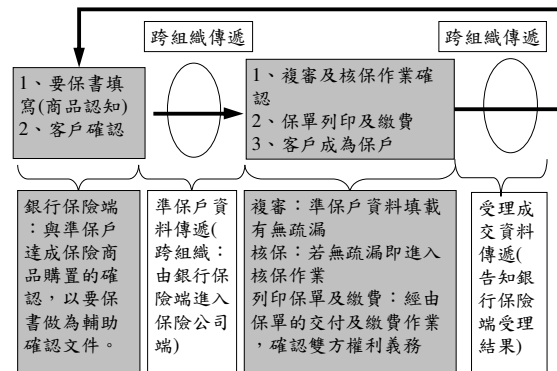 跨組織傳遞
跨組織傳遞
1、要保書填
寫(商品認知)
2、客戶確認
1、複審及核保作業確
認
2、保單列印及繳費
3、客戶成為保戶
銀行保險端
：與準保戶
達成保險商
品購置的確
認，以要保
書做為輔助
確認文件。
準保戶資
料傳遞(
跨組織：
由銀行保
險端進入
保險公司
端)
複審：準保戶資料填載
有無疏漏
核保：若無疏漏即進入
核保作業
列印保單及繳費：經由
保單的交付及繳費作業
，確認雙方權利義務
受理成
交資料
傳遞(
告知銀
行保險
端受理
結果)